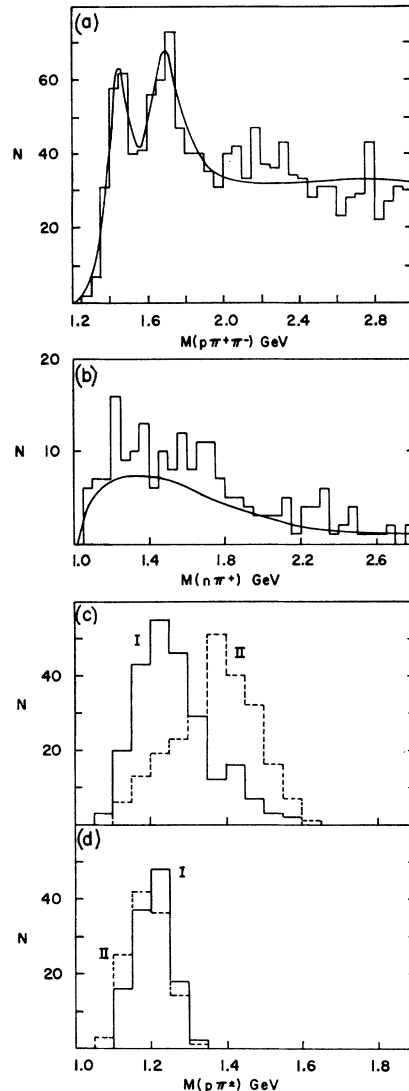 (a)
60
N
40
20
1.2
1.6
2.0
2.4
2.8
M(pπ+π-) GeV
20
(b)
N
10
1.0
1.4
1.8
2.2
2.6
M(nπ+) GeV
(c)
I
II
40
N
20
(d)
I
40
N
II
20
1.0
1.2
1.4
1.6
1.8
M(pπ±) GeV